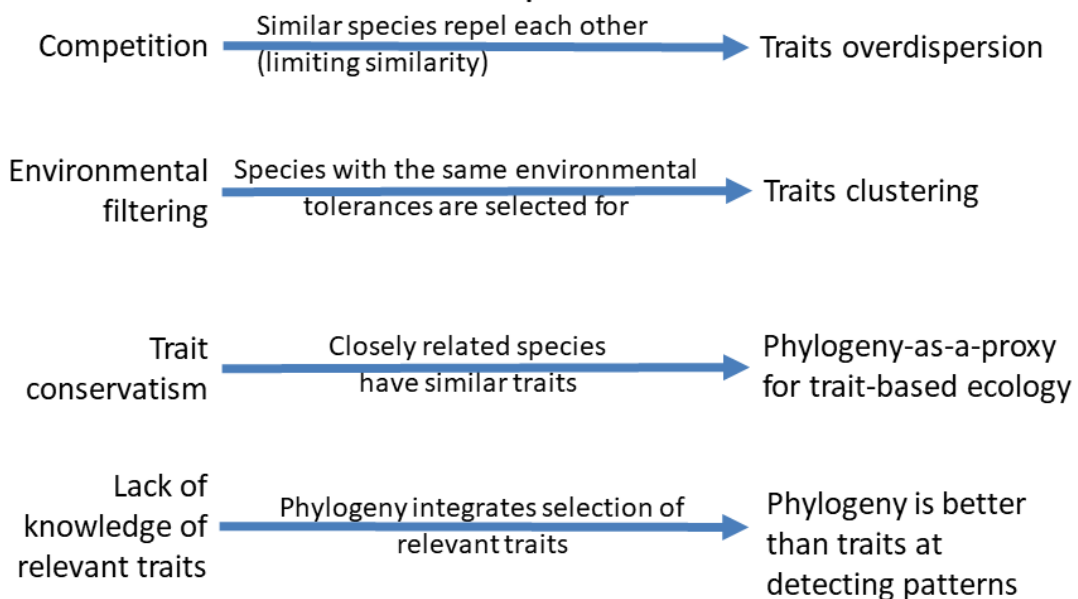 Competition
Similar species repel each other
(limiting similarity)
Traits overdispersion
Environmental
filtering
Species with the same environmental
tolerances are selected for
Traits clustering
Trait
conservatism
Closely related species
have similar traits
Phylogeny-as-a-proxy
for trait-based ecology
Lack of
knowledge of
relevant traits
Phylogeny integrates selection of
relevant traits
Phylogeny is better
than traits at
detecting patterns